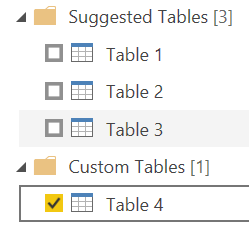 Suggested Tables [3]
Table 1
Table 2
Table 3
Custom Tables [1]
Table 4